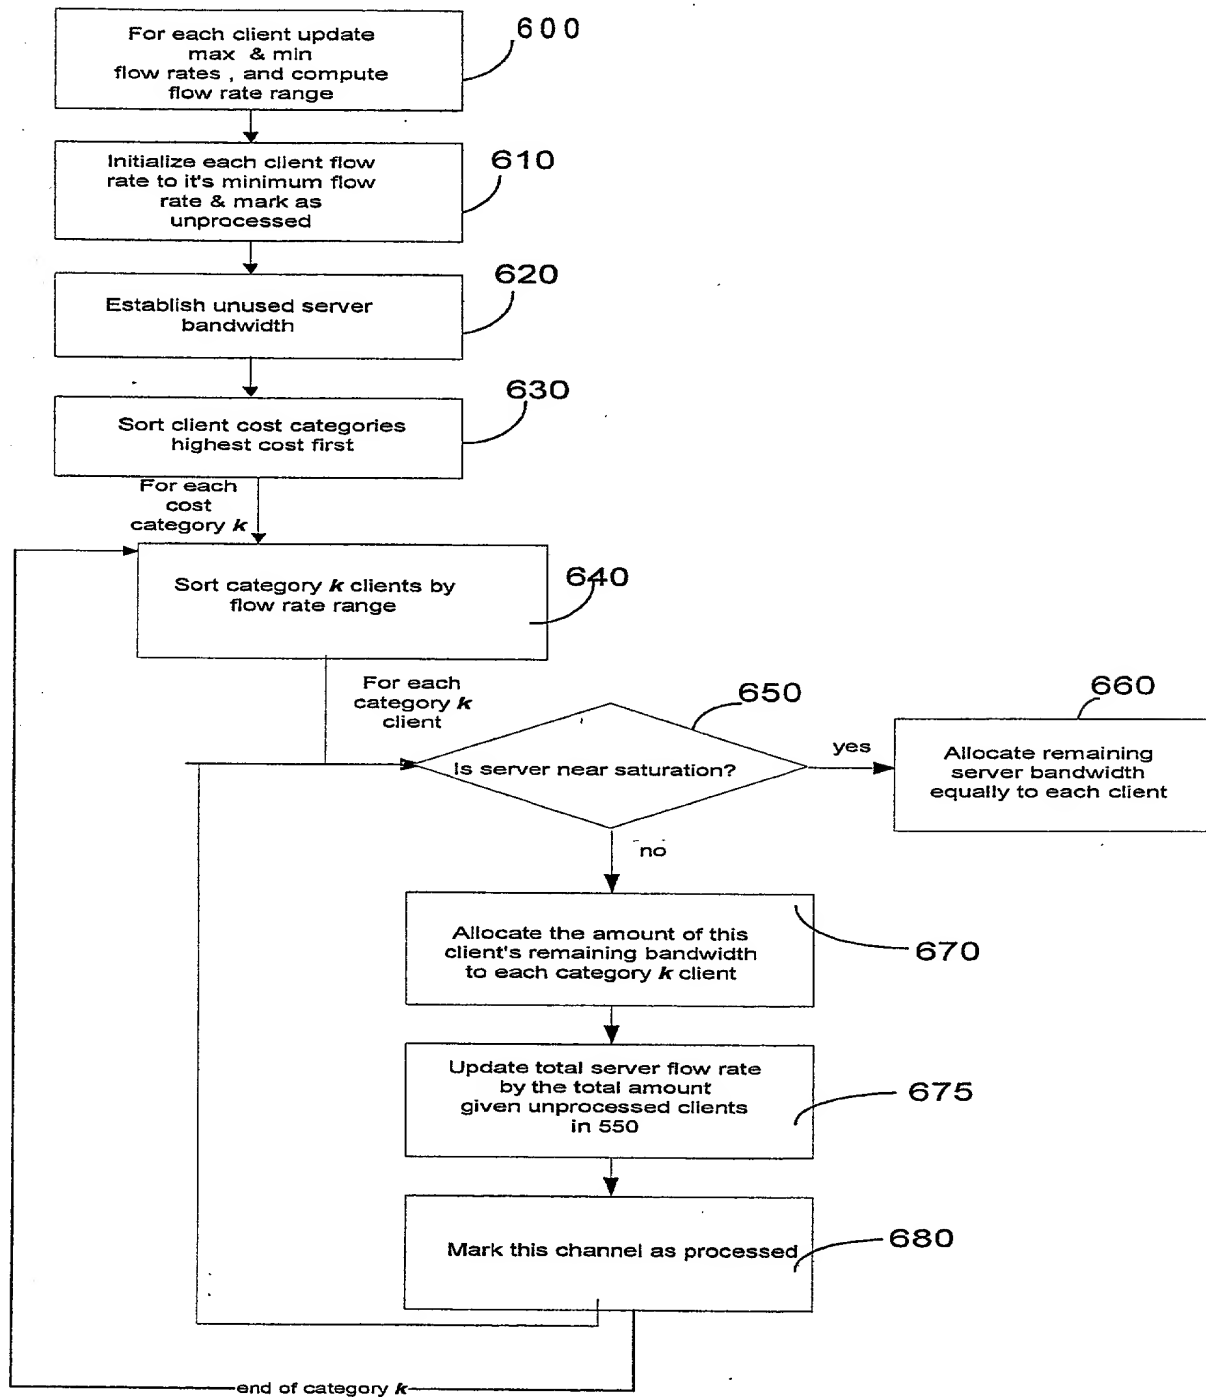 For each client update
max & min
flow rates , and compute
flow rate range
600
Initialize each client flow
rate to it's minimum flow
rate & mark as
unprocessed
610
Establish unused server
bandwidth
620
Sort client cost categories
highest cost first
630
For each
cost
category k
Sort category k clients by
flow rate range
640
For each
category k
client
Is server near saturation?
650
yes
Allocate remaining
server bandwidth
equally to each client
660
no
Allocate the amount of this
client's remaining bandwidth
to each category k client
670
Update total server flow rate
by the total amount
given unprocessed clients
in 550
675
Mark this channel as processed
680
end of category k